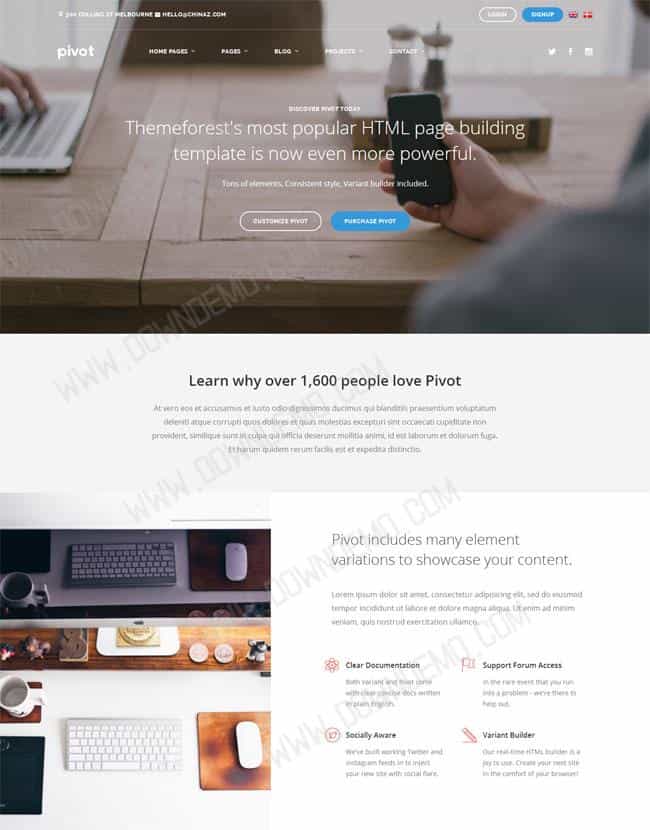 300 COLLINS ST MELBOURNE HELLO@CHINAZ.COM
LOGIN
SIGNUP
pivot
HOME PAGES
PAGES
BLOG
PROJECTS
CONTACT
DISCOVER PIVOT TODAY
Themeforest's most popular HTML page building
template is now even more powerful.
Tons of elements, Consistent style, Variant builder included.
CUSTOMIZE PIVOT
PURCHASE PIVOT
Learn why over 1,600 people love Pivot
At vero eos et accusamus et iusto odio dignissimos ducimus qui blanditiis praesentium voluptatum
deleniti atque corrupti quos dolores et quas molestias excepturi sint occaecati cupiditate non
provident, similique sunt in culpa qui officia deserunt mollitia animi, id est laborum et dolorum fuga.
Et harum quidem rerum facilis est et expedita distinctio.
Pivot includes many element
variations to showcase your content.
Lorem ipsum dolor sit amet, consectetur adipisicing elit, sed do eiusmod
tempor incididunt ut labore et dolore magna aliqua. Ut enim ad minim
veniam, quis nostrud exercitation ullamco.
Clear Documentation
Both Variant and Pivot come
with clear concise docs written
in plain English.
Support Forum Access
In the rare event that you run
into a problem - we're there to
help out.
Socially Aware
We've built working Twitter and
Instagram feeds in to inject
your new site with social flare.
Variant Builder
Our real-time HTML builder is a
joy to use. Create your next site
in the comfort of your browser!
WWW.DOWNDEMO.COM
WWW.DOWNDEMO.COM
WWW.DOWNDEMO.COM
WWW.DOWNDEMO.COM